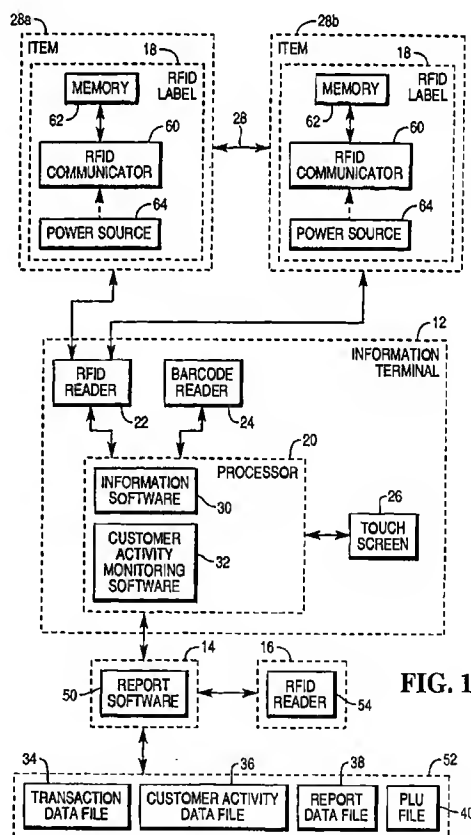 28a
28b
ITEM
18
RFID
LABEL
MEMORY
62
60
RFID
COMMUNICATOR
64
POWER SOURCE
28
ITEM
18
RFID
LABEL
MEMORY
62
60
RFID
COMMUNICATOR
64
POWER SOURCE
12
INFORMATION
TERMINAL
RFID
READER
22
BARCODE
READER
24
20
PROCESSOR
INFORMATION
SOFTWARE
30
CUSTOMER
ACTIVITY
MONITORING
SOFTWARE
32
26
TOUCH
SCREEN
14
50
REPORT
SOFTWARE
16
RFID
READER
54
FIG. 1
34
TRANSACTION
DATA FILE
36
CUSTOMER ACTIVITY
DATA FILE
38
REPORT
DATA FILE
52
PLU
FILE
40